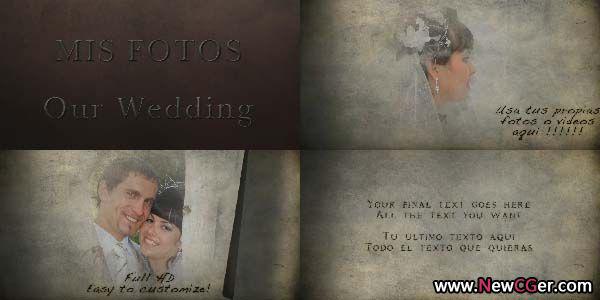 MIS FOTOS
Our Wedding
Usa tus propias
fotos o videos
aqui !!!!!!
Full HD
Easy to customize!
Your final text goes here
All the text you want
Tu ultimo texto aqui
Todo el texto que quieras
www.NewCGer.com